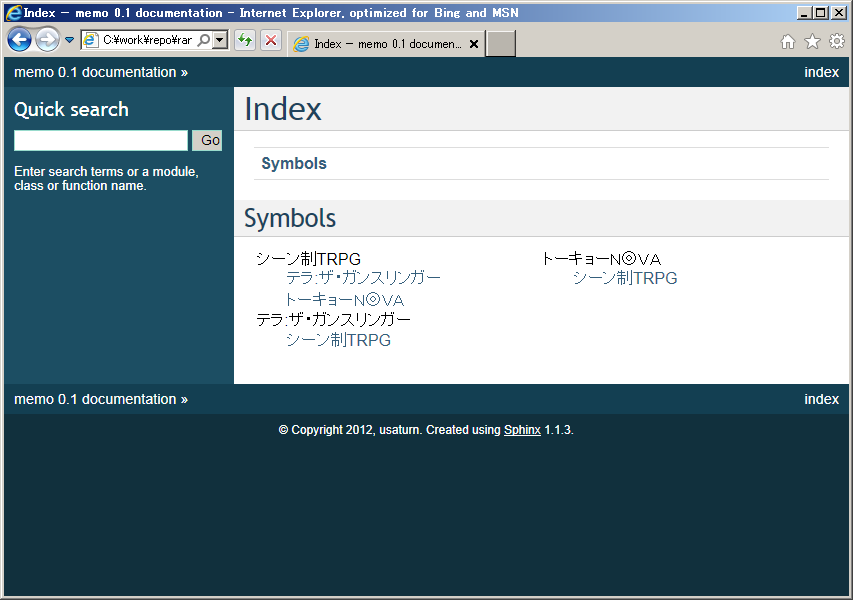 Index - memo 0.1 documentation - Internet Explorer, optimized for Bing and MSN
C:¥work¥repo¥rar
Index - memo 0.1 documen...
memo 0.1 documentation »
index
Quick search
Go
Enter search terms or a module,
class or function name.
Index
Symbols
Symbols
シーン制TRPG
テラ:ザ・ガンスリンガー
トーキョーN◎VA
テラ:ザ・ガンスリンガー
シーン制TRPG
トーキョーN◎VA
シーン制TRPG
memo 0.1 documentation »
index
© Copyright 2012, usaturn. Created using Sphinx 1.1.3.